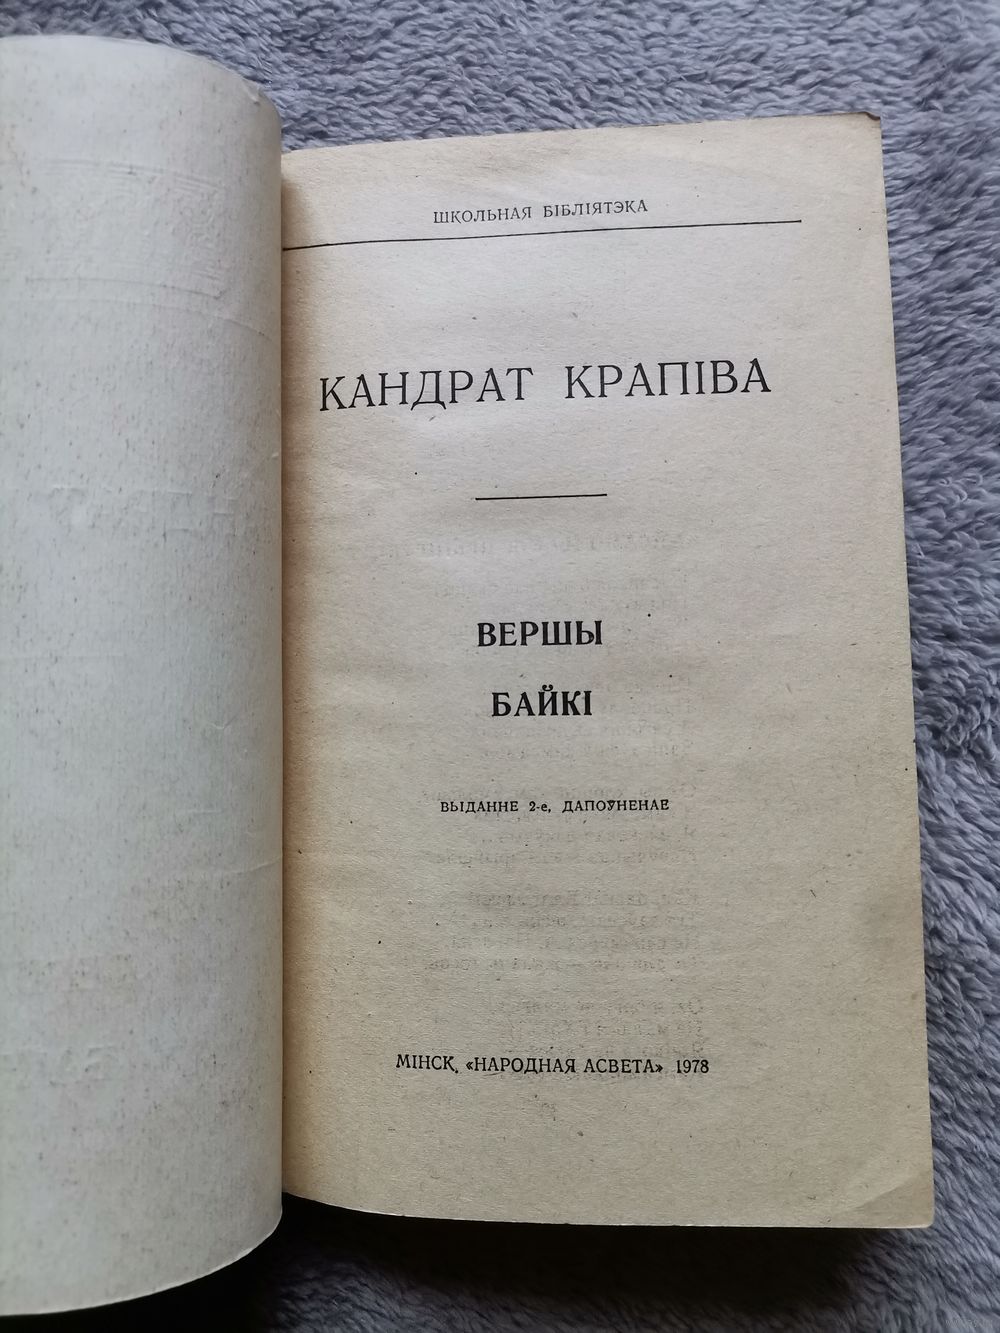 ШКОЛЬНАЯ БІБЛІЯТЭКА
КАНДРАТ КРАПІВА
ВЕРШЫ
БАЙКІ
ВЫДАННЕ 2-е, ДАПОЎНЕНАЕ
МІНСК, «НАРОДНАЯ АСВЕТА» 1978